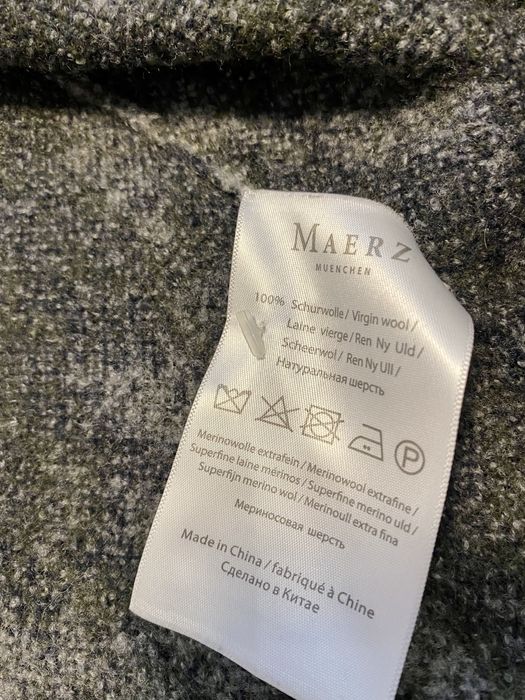 MAERZ
MUENCHEN
100% Schurwolle / Virgin wool /
Laine vierge / Ren Ny Uld /
Scheerwol / Ren Ny Ull /
Натуральная шерсть
P
Merinowolle extrafein / Merinowool extrafine /
Superfine laine mérinos / Superfine merino uld /
Superfijn merino wol / Merinoull extra fina
Мериносовая шерсть
Made in China / fabriqué à Chine
Сделано в Китае